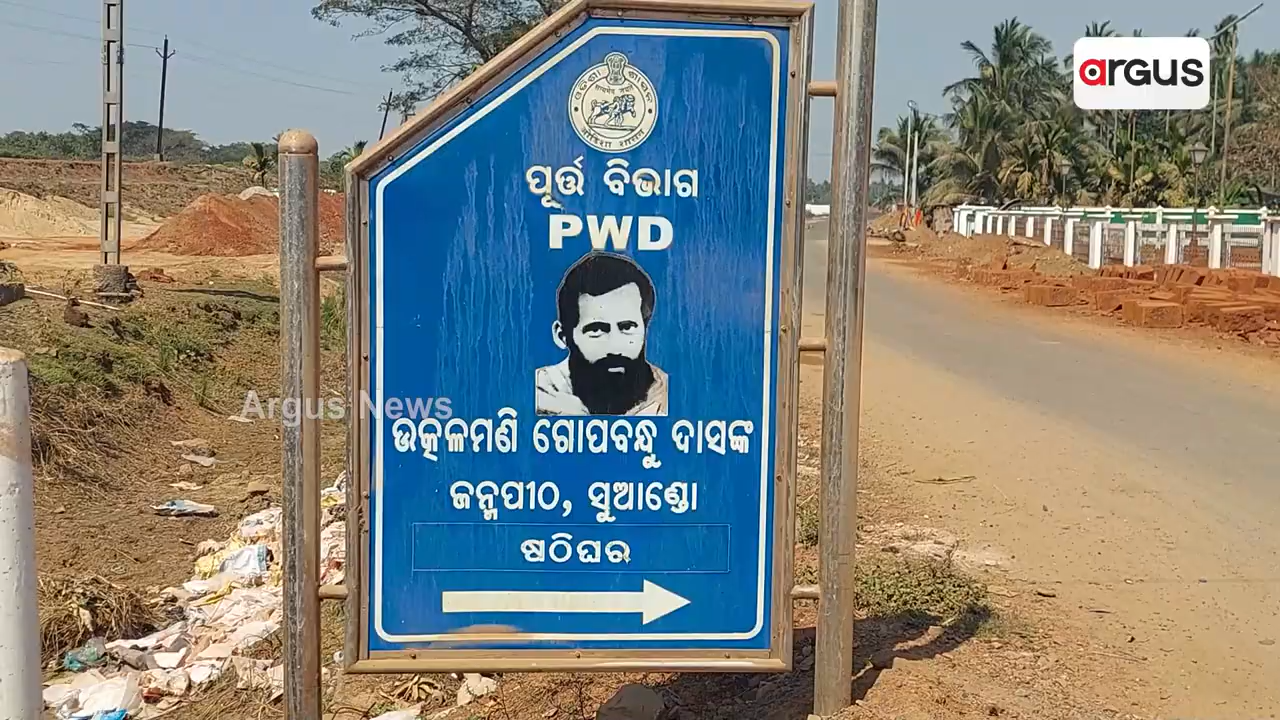 argus
ପୂର୍ତ୍ତ ବିଭାଗ
PWD
Argus News
ଉତ୍କଳମଣି ଗୋପବନ୍ଧୁ ଦାସଙ୍କ
ଜନ୍ମପୀଠ, ସୁଆଣ୍ଡୋ
ଷଠିଘର